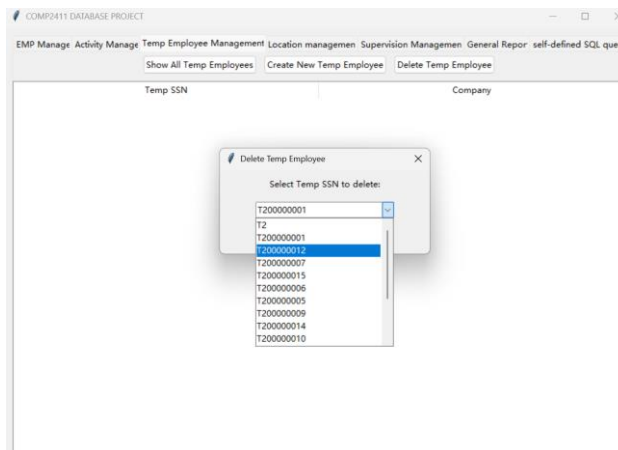 COMP2411 DATABASE PROJECT
EMP Manage Activity Manage Temp Employee Management Location managemen Supervision Managemen General Repor self-defined SQL que
Show All Temp Employees Create New Temp Employee Delete Temp Employee
Temp SSN Company
Delete Temp Employee
Select Temp SSN to delete:
T200000001
T2
T200000001
T200000012
T200000007
T200000015
T200000006
T200000005
T200000009
T200000014
T200000010